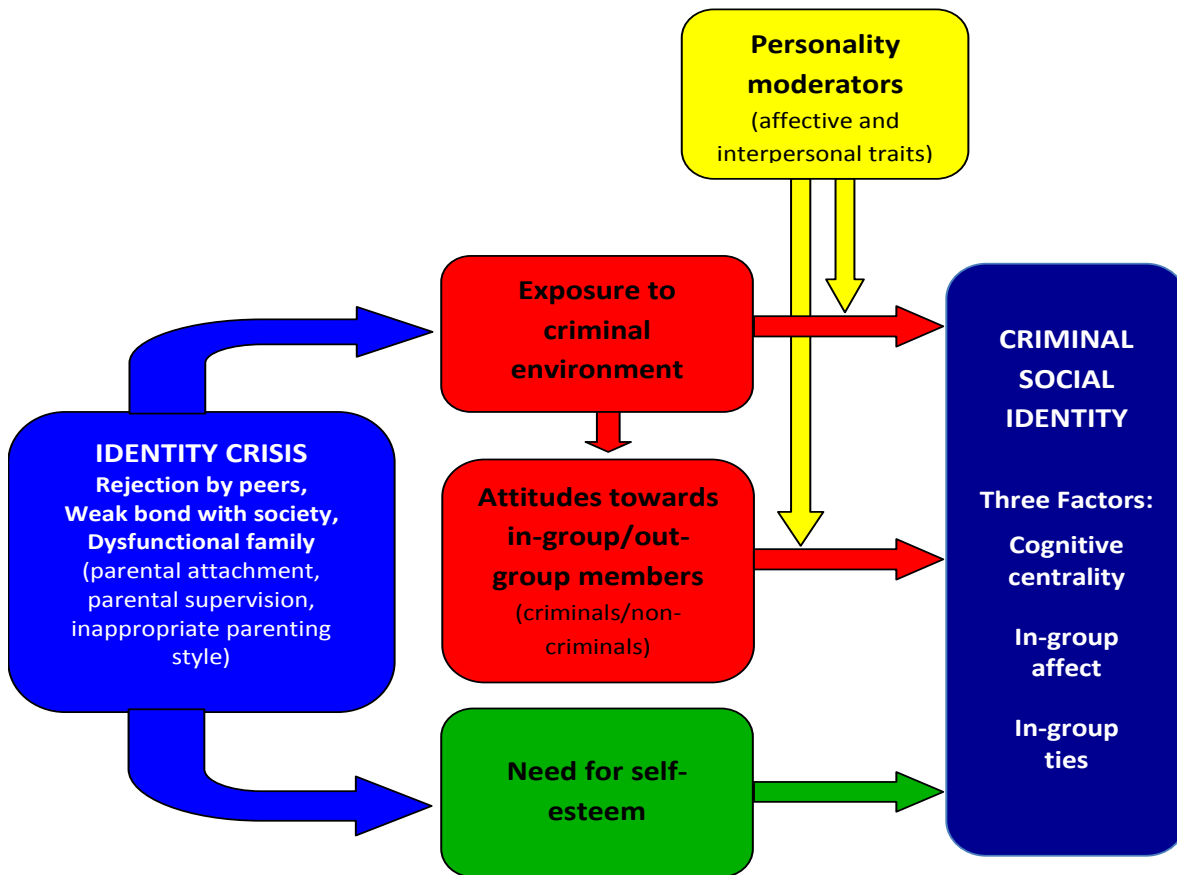 Personality
moderators
(affective and
interpersonal traits)
Exposure to
criminal
environment
IDENTITY CRISIS
Rejection by peers,
Weak bond with society,
Dysfunctional family
(parental attachment,
parental supervision,
inappropriate parenting
style)
Attitudes towards
in-group/out-
group members
(criminals/non-
criminals)
Need for self-
esteem
CRIMINAL
SOCIAL
IDENTITY
Three Factors:
Cognitive
centrality
In-group
affect
In-group
ties